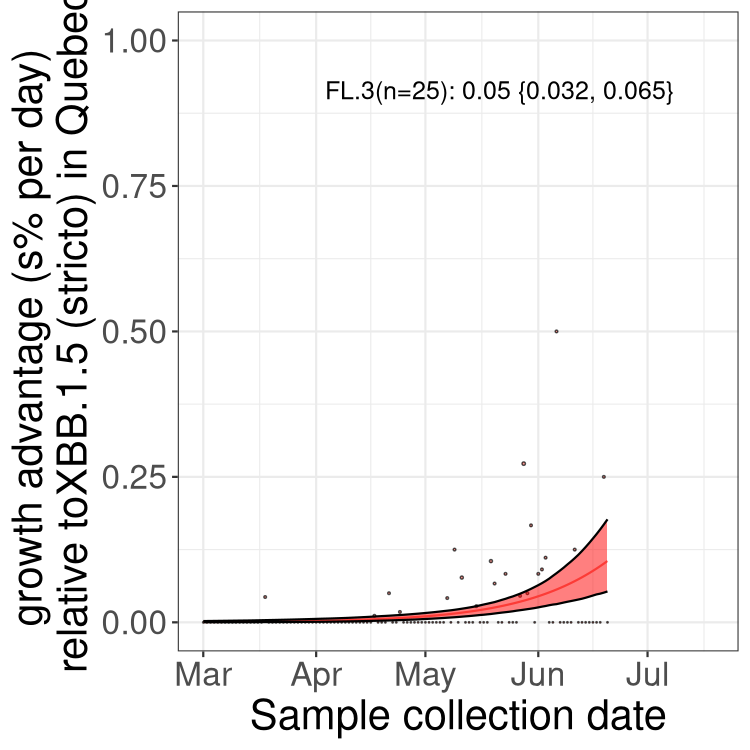 growth advantage (s% per day)
relative toXBB.1.5 (stricto) in Quebec
1.00
0.75
0.50
0.25
0.00
FL.3(n=25): 0.05 {0.032, 0.065}
Mar Apr May Jun Jul
Sample collection date